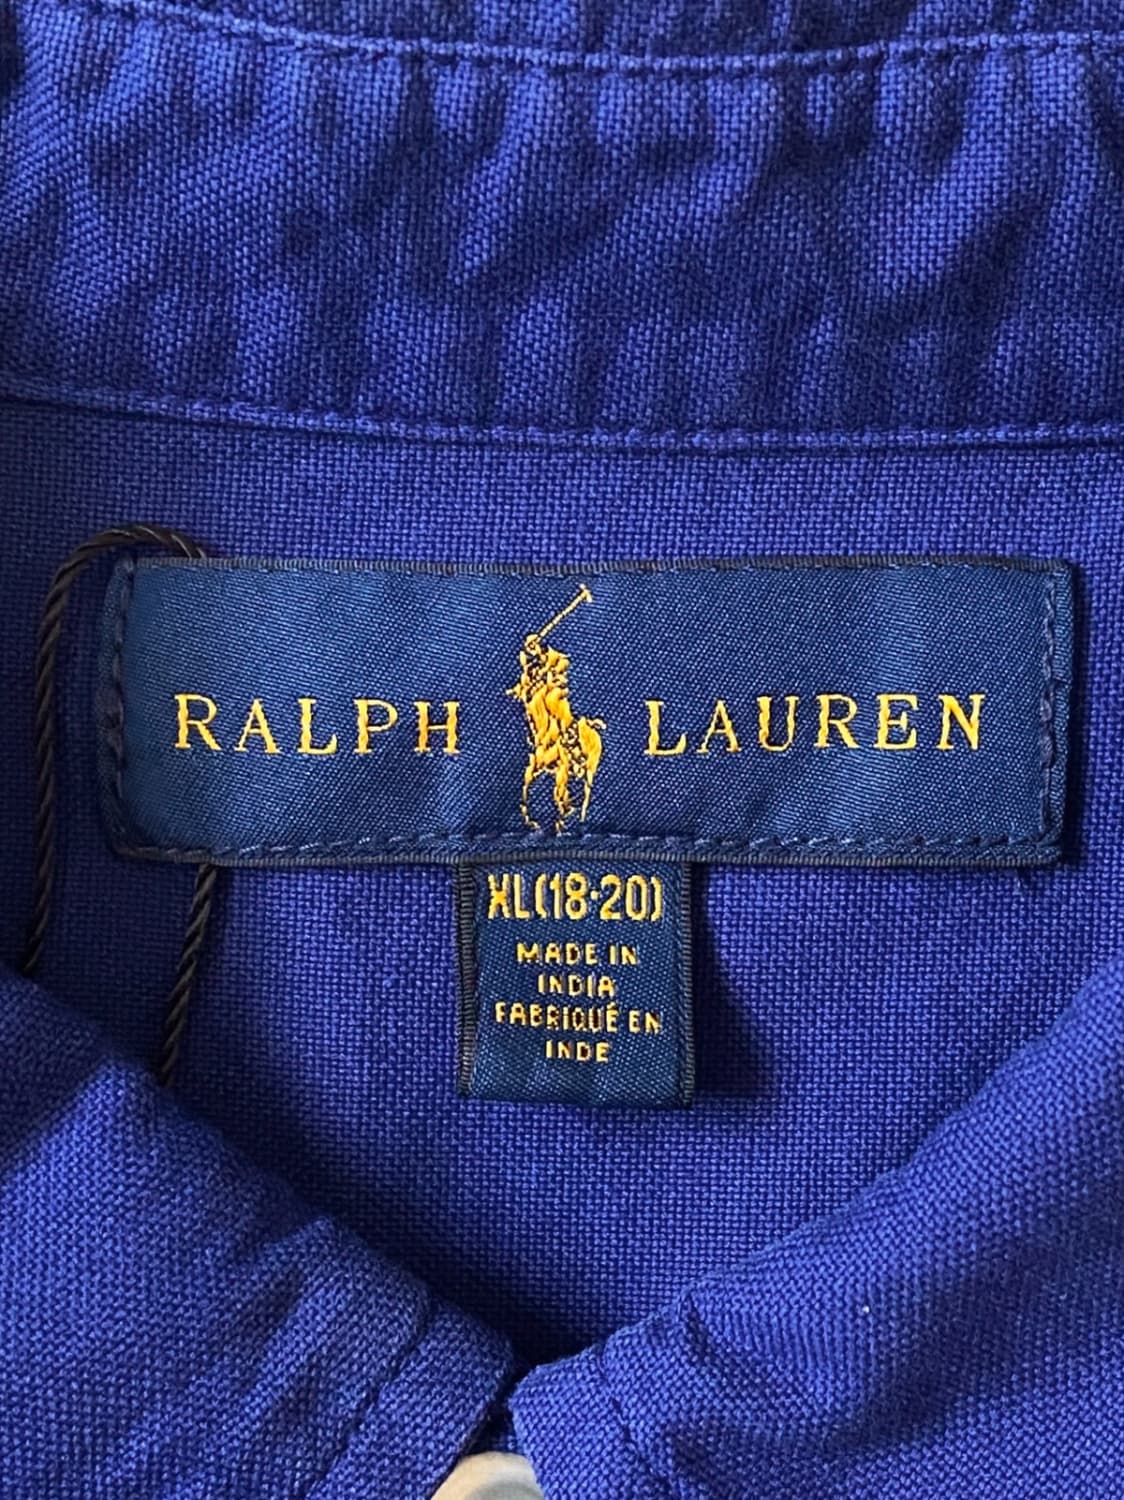 RALPH LAUREN
XL(18-20)
MADE IN
INDIA
FABRIQUÉ EN
INDE